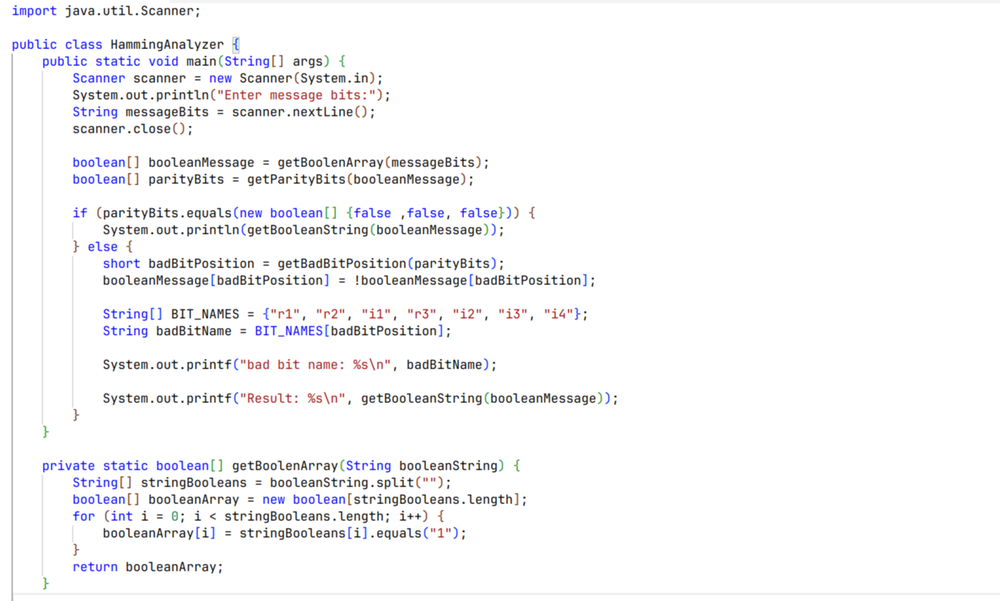 import java.util.Scanner;
public class HammingAnalyzer {
public static void main(String[] args) {
Scanner scanner = new Scanner(System.in);
System.out.println("Enter message bits:");
String messageBits = scanner.nextLine();
scanner.close();
boolean[] booleanMessage = getBoolenArray(messageBits);
boolean[] parityBits = getParityBits(booleanMessage);
if (parityBits.equals(new boolean[] {false ,false, false})) {
System.out.println(getBooleanString(booleanMessage));
} else {
short badBitPosition = getBadBitPosition(parityBits);
booleanMessage[badBitPosition] = !booleanMessage[badBitPosition];
String[] BIT_NAMES = {"r1", "r2", "i1", "r3", "i2", "i3", "i4"};
String badBitName = BIT_NAMES[badBitPosition];
System.out.printf("bad bit name: %s\n", badBitName);
System.out.printf("Result: %s\n", getBooleanString(booleanMessage));
}
}
private static boolean[] getBoolenArray(String booleanString) {
String[] stringBooleans = booleanString.split("");
boolean[] booleanArray = new boolean[stringBooleans.length];
for (int i = 0; i < stringBooleans.length; i++) {
booleanArray[i] = stringBooleans[i].equals("1");
}
return booleanArray;
}